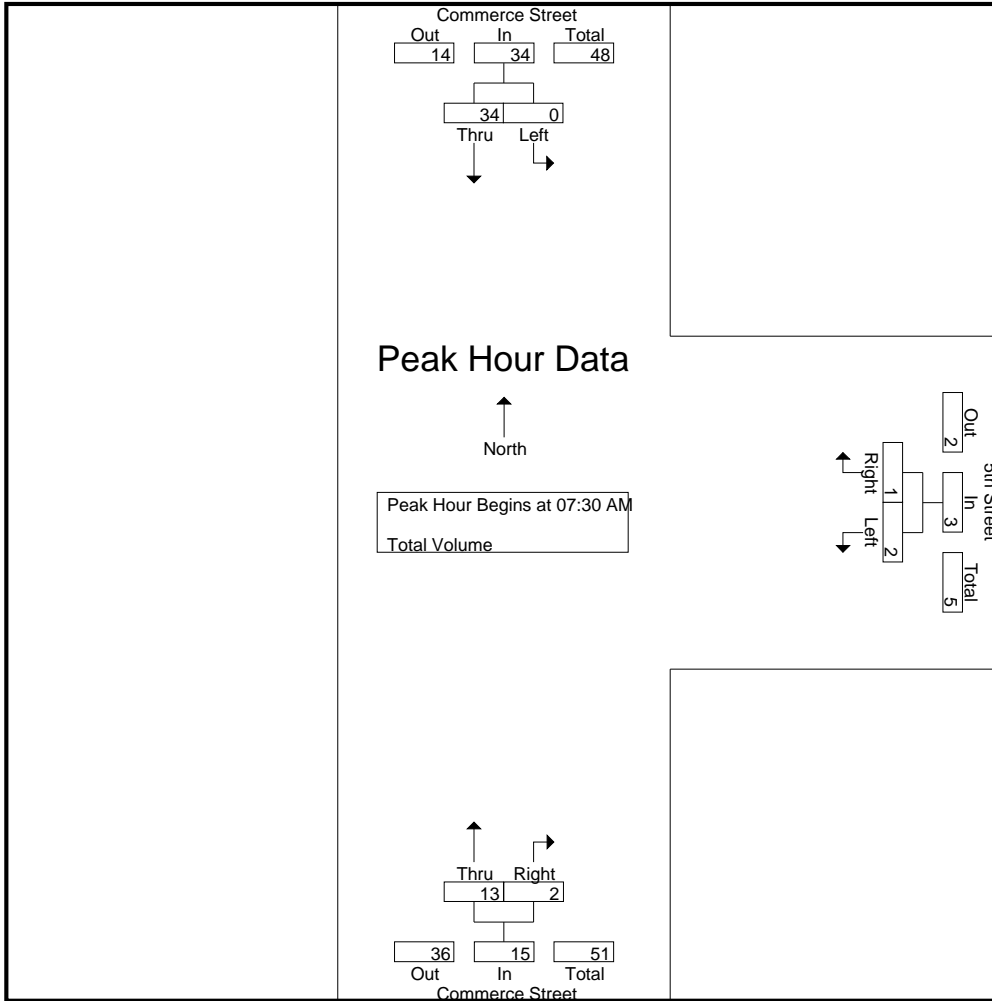 Commerce Street
Out In Total
14 34 48
34 0
Thru Left
Peak Hour Data
North
Peak Hour Begins at 07:30 AM
Total Volume
5th Street
Out In Total
2 3 5
1 2
Right Left
Thru Right
13 2
36 15 51
Out In Total
Commerce Street